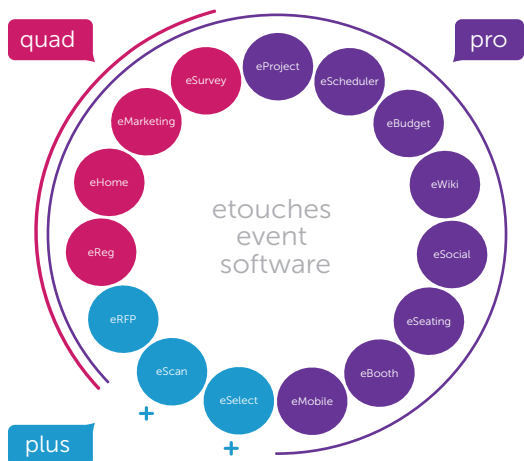 quad
pro
eProject
eSurvey
eScheduler
eMarketing
eBudget
eHome
eWiki
etouches
event
software
eReg
eSocial
eRFP
eSeating
eScan
eBooth
eSelect
eMobile
+
+
plus